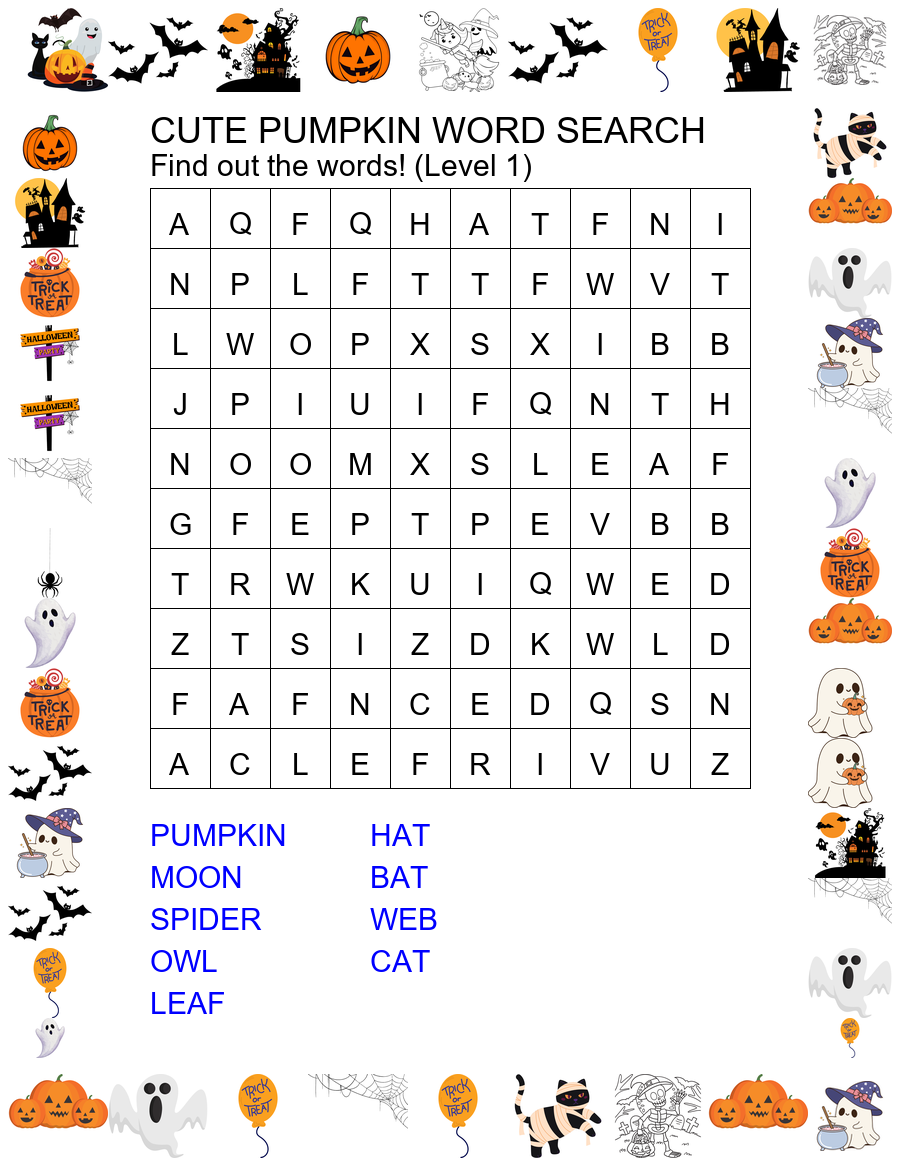 TRICK
or
TREAT
CUTE PUMPKIN WORD SEARCH
Find out the words! (Level 1)
A Q F Q H A T F N I
N P L F T T F W V T
L W O P X S X I B B
J P I U I F Q N T H
N O O M X S L E A F
G F E P T P E V B B
T R W K U I Q W E D
Z T S I Z D K W L D
F A F N C E D Q S N
A C L E F R I V U Z
TRICK
or
TREAT
HALLOWEEN
PARTY
HALLOWEEN
PARTY
TRICK
or
TREAT
TRICK
or
TREAT
PUMPKIN HAT
MOON BAT
SPIDER WEB
OWL CAT
LEAF
TRICK
or
TREAT
TRICK
or
TREAT
TRICK
or
TREAT
TRICK
or
TREAT